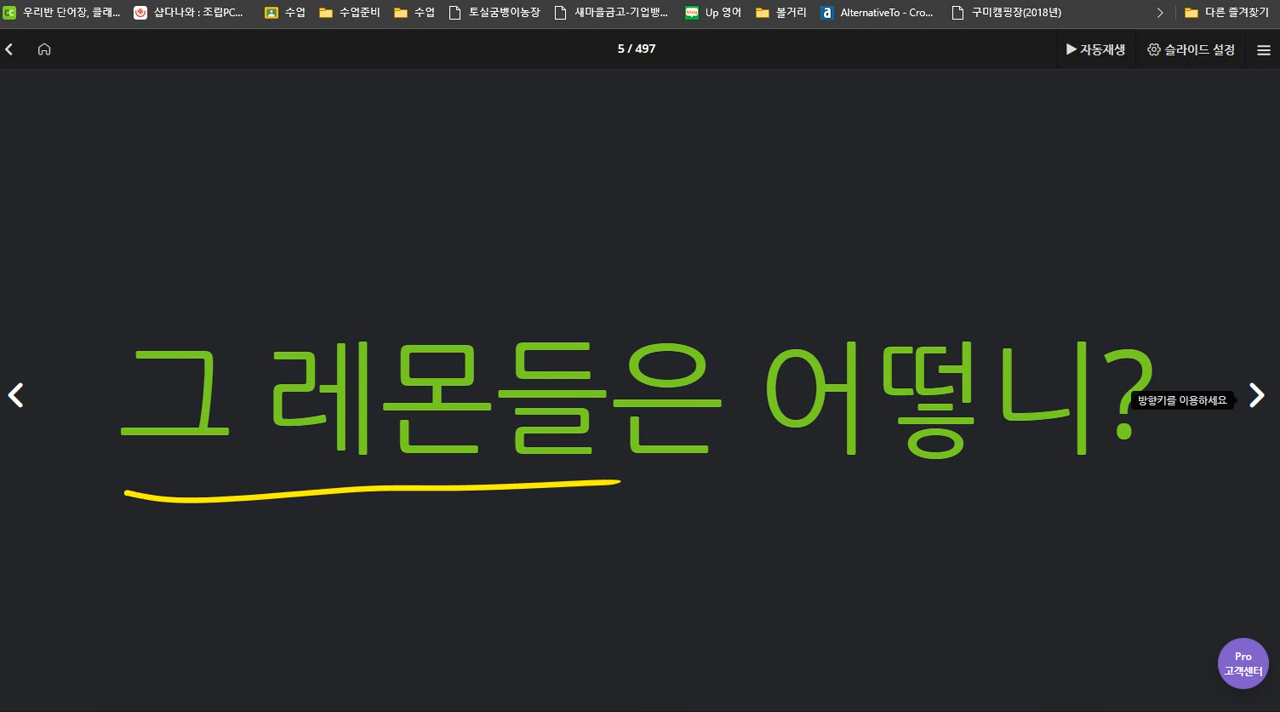 우리반 단어장, 클래... 샵다나와 : 조립PC... 수업 수업준비 수업 토실굼뱅이농장 새마을금고-기업뱅... Up 영어 볼거리 AlternativeTo - Cro... 구미캠핑장(2018년) 다른 즐겨찾기
5 / 497 자동재생 슬라이드 설정
그 레몬들은 어떻니?
방향키를 이용하세요
Pro
고객센터